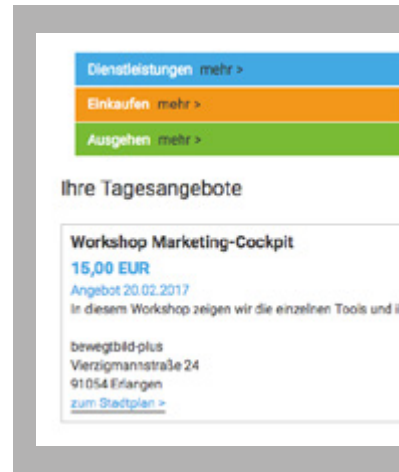 Dienstleistungen mehr >
Einkaufen mehr >
Ausgehen mehr >
Ihre Tagesangebote
Workshop Marketing-Cockpit
15,00 EUR
Angebot 20.02.2017
In diesem Workshop zeigen wir die einzelnen Tools und
bewegtbild-plus
Vierzigmannstraße 24
91054 Erlangen
zum Stadtplan >